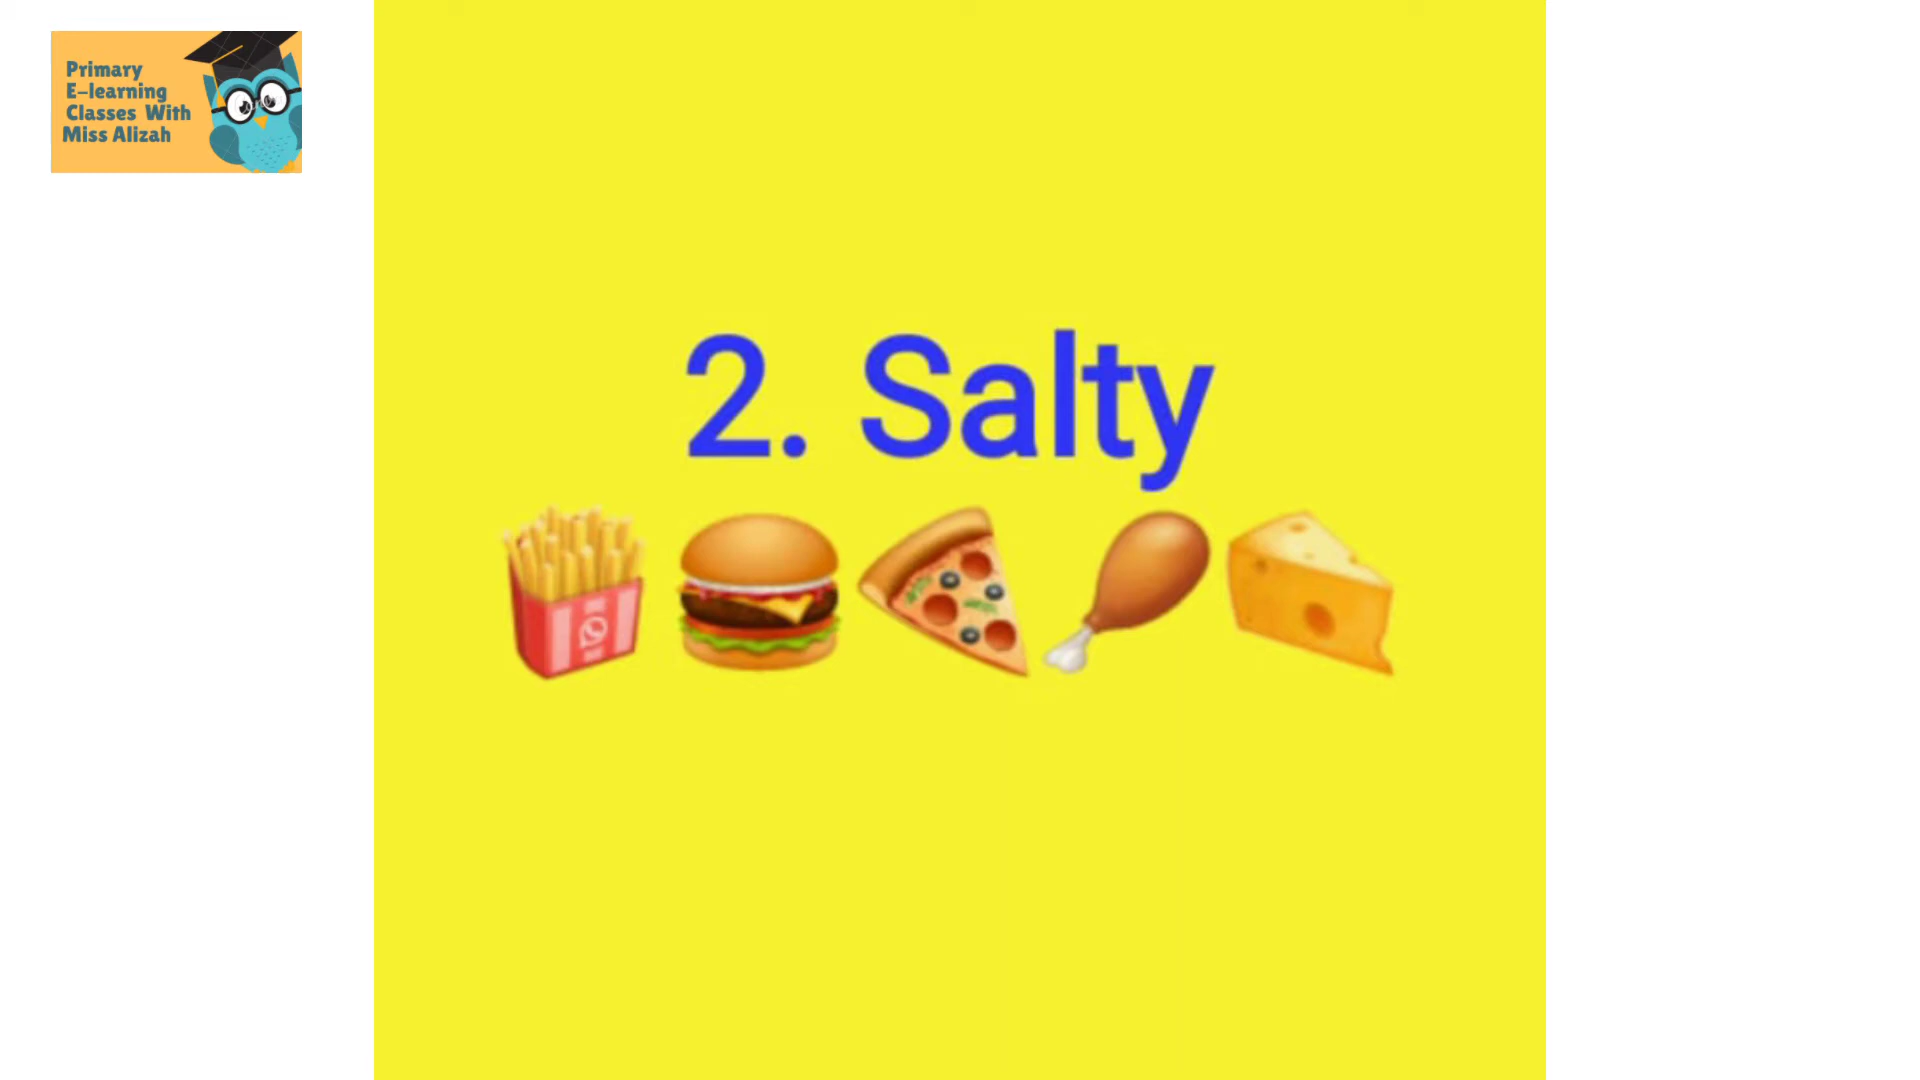 Primary
E-learning
Classes With
Miss Alizah
2. Salty